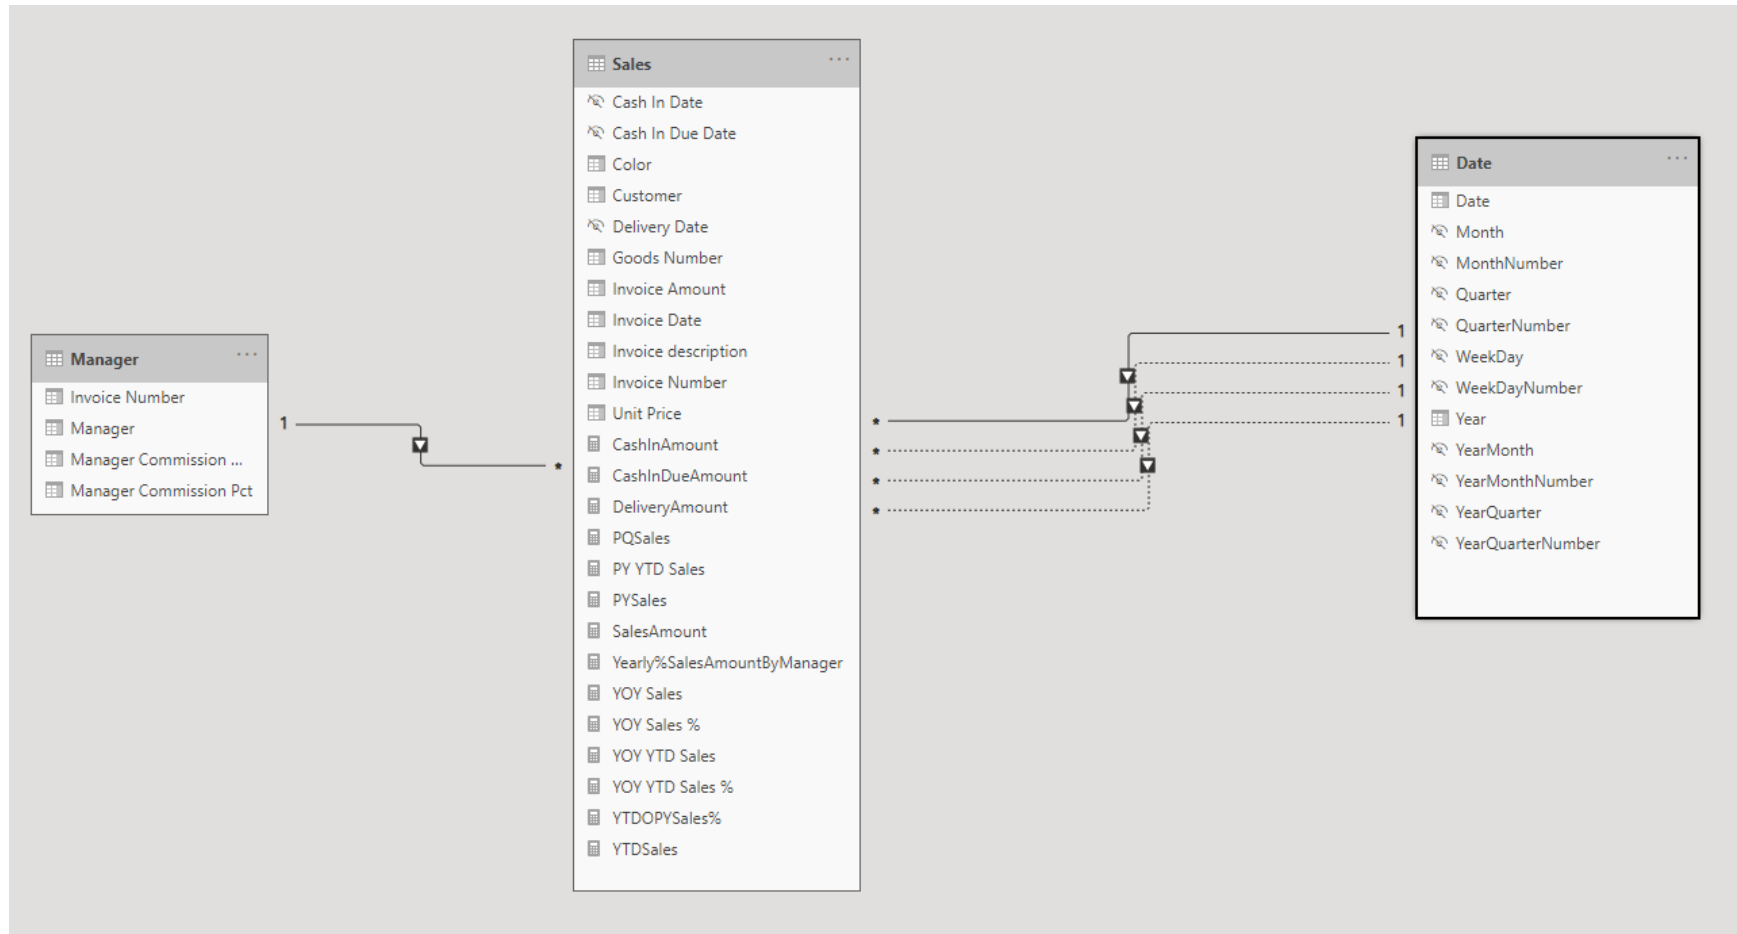 Sales
...
Cash In Date
Cash In Due Date
Color
Customer
Delivery Date
Goods Number
Invoice Amount
Invoice Date
Invoice description
Invoice Number
Unit Price
CashInAmount
CashInDueAmount
DeliveryAmount
PQSales
PY YTD Sales
PYSales
SalesAmount
Yearly%SalesAmountByManager
YOY Sales
YOY Sales %
YOY YTD Sales
YOY YTD Sales %
YTDOPYSales%
YTDSales
Manager
...
Invoice Number
Manager
Manager Commission ...
Manager Commission Pct
1
*
*
*
*
*
1
1
1
1
Date
...
Date
Month
MonthNumber
Quarter
QuarterNumber
WeekDay
WeekDayNumber
Year
YearMonth
YearMonthNumber
YearQuarter
YearQuarterNumber